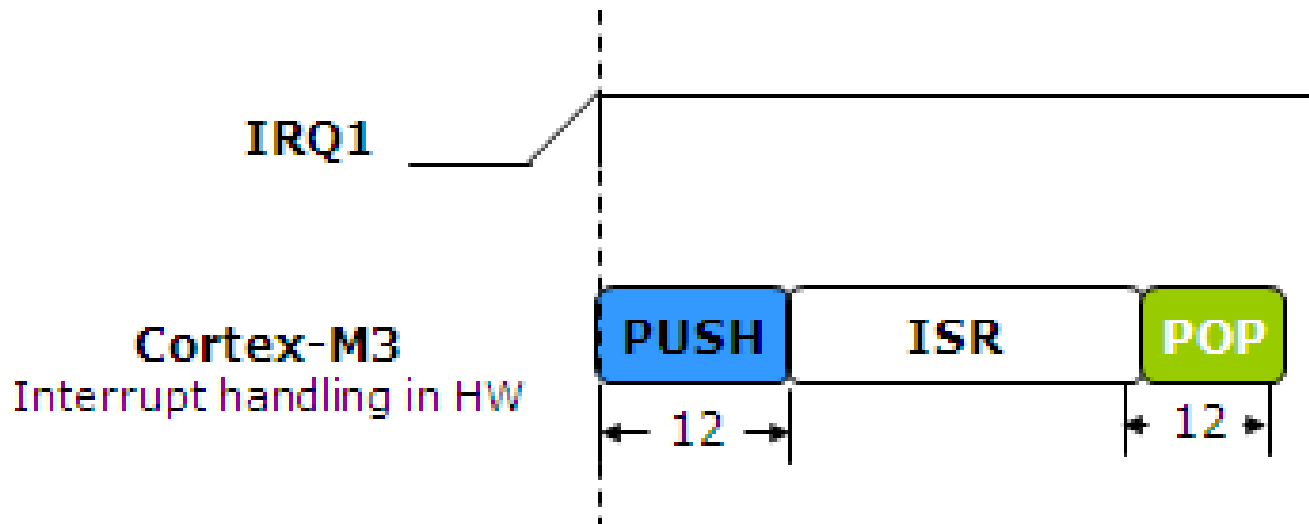 IRQ1
Cortex-M3
Interrupt handling in HW
PUSH
ISR
POP
12
12